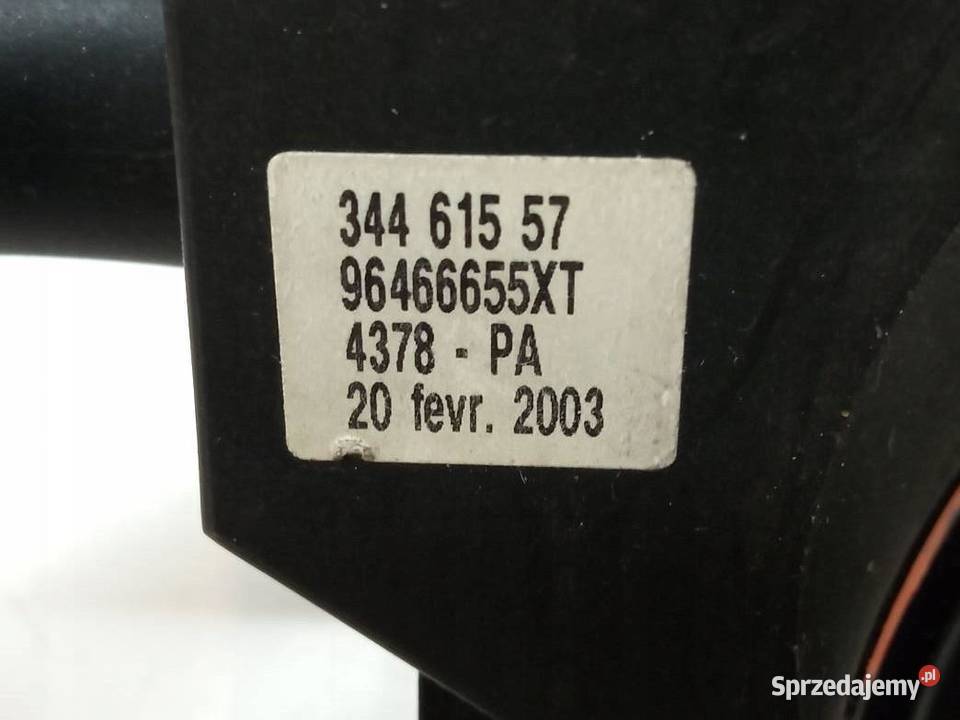 344 615 57
96466655XT
4378 - PA
20 fevr. 2003
Sprzedajemy.pl